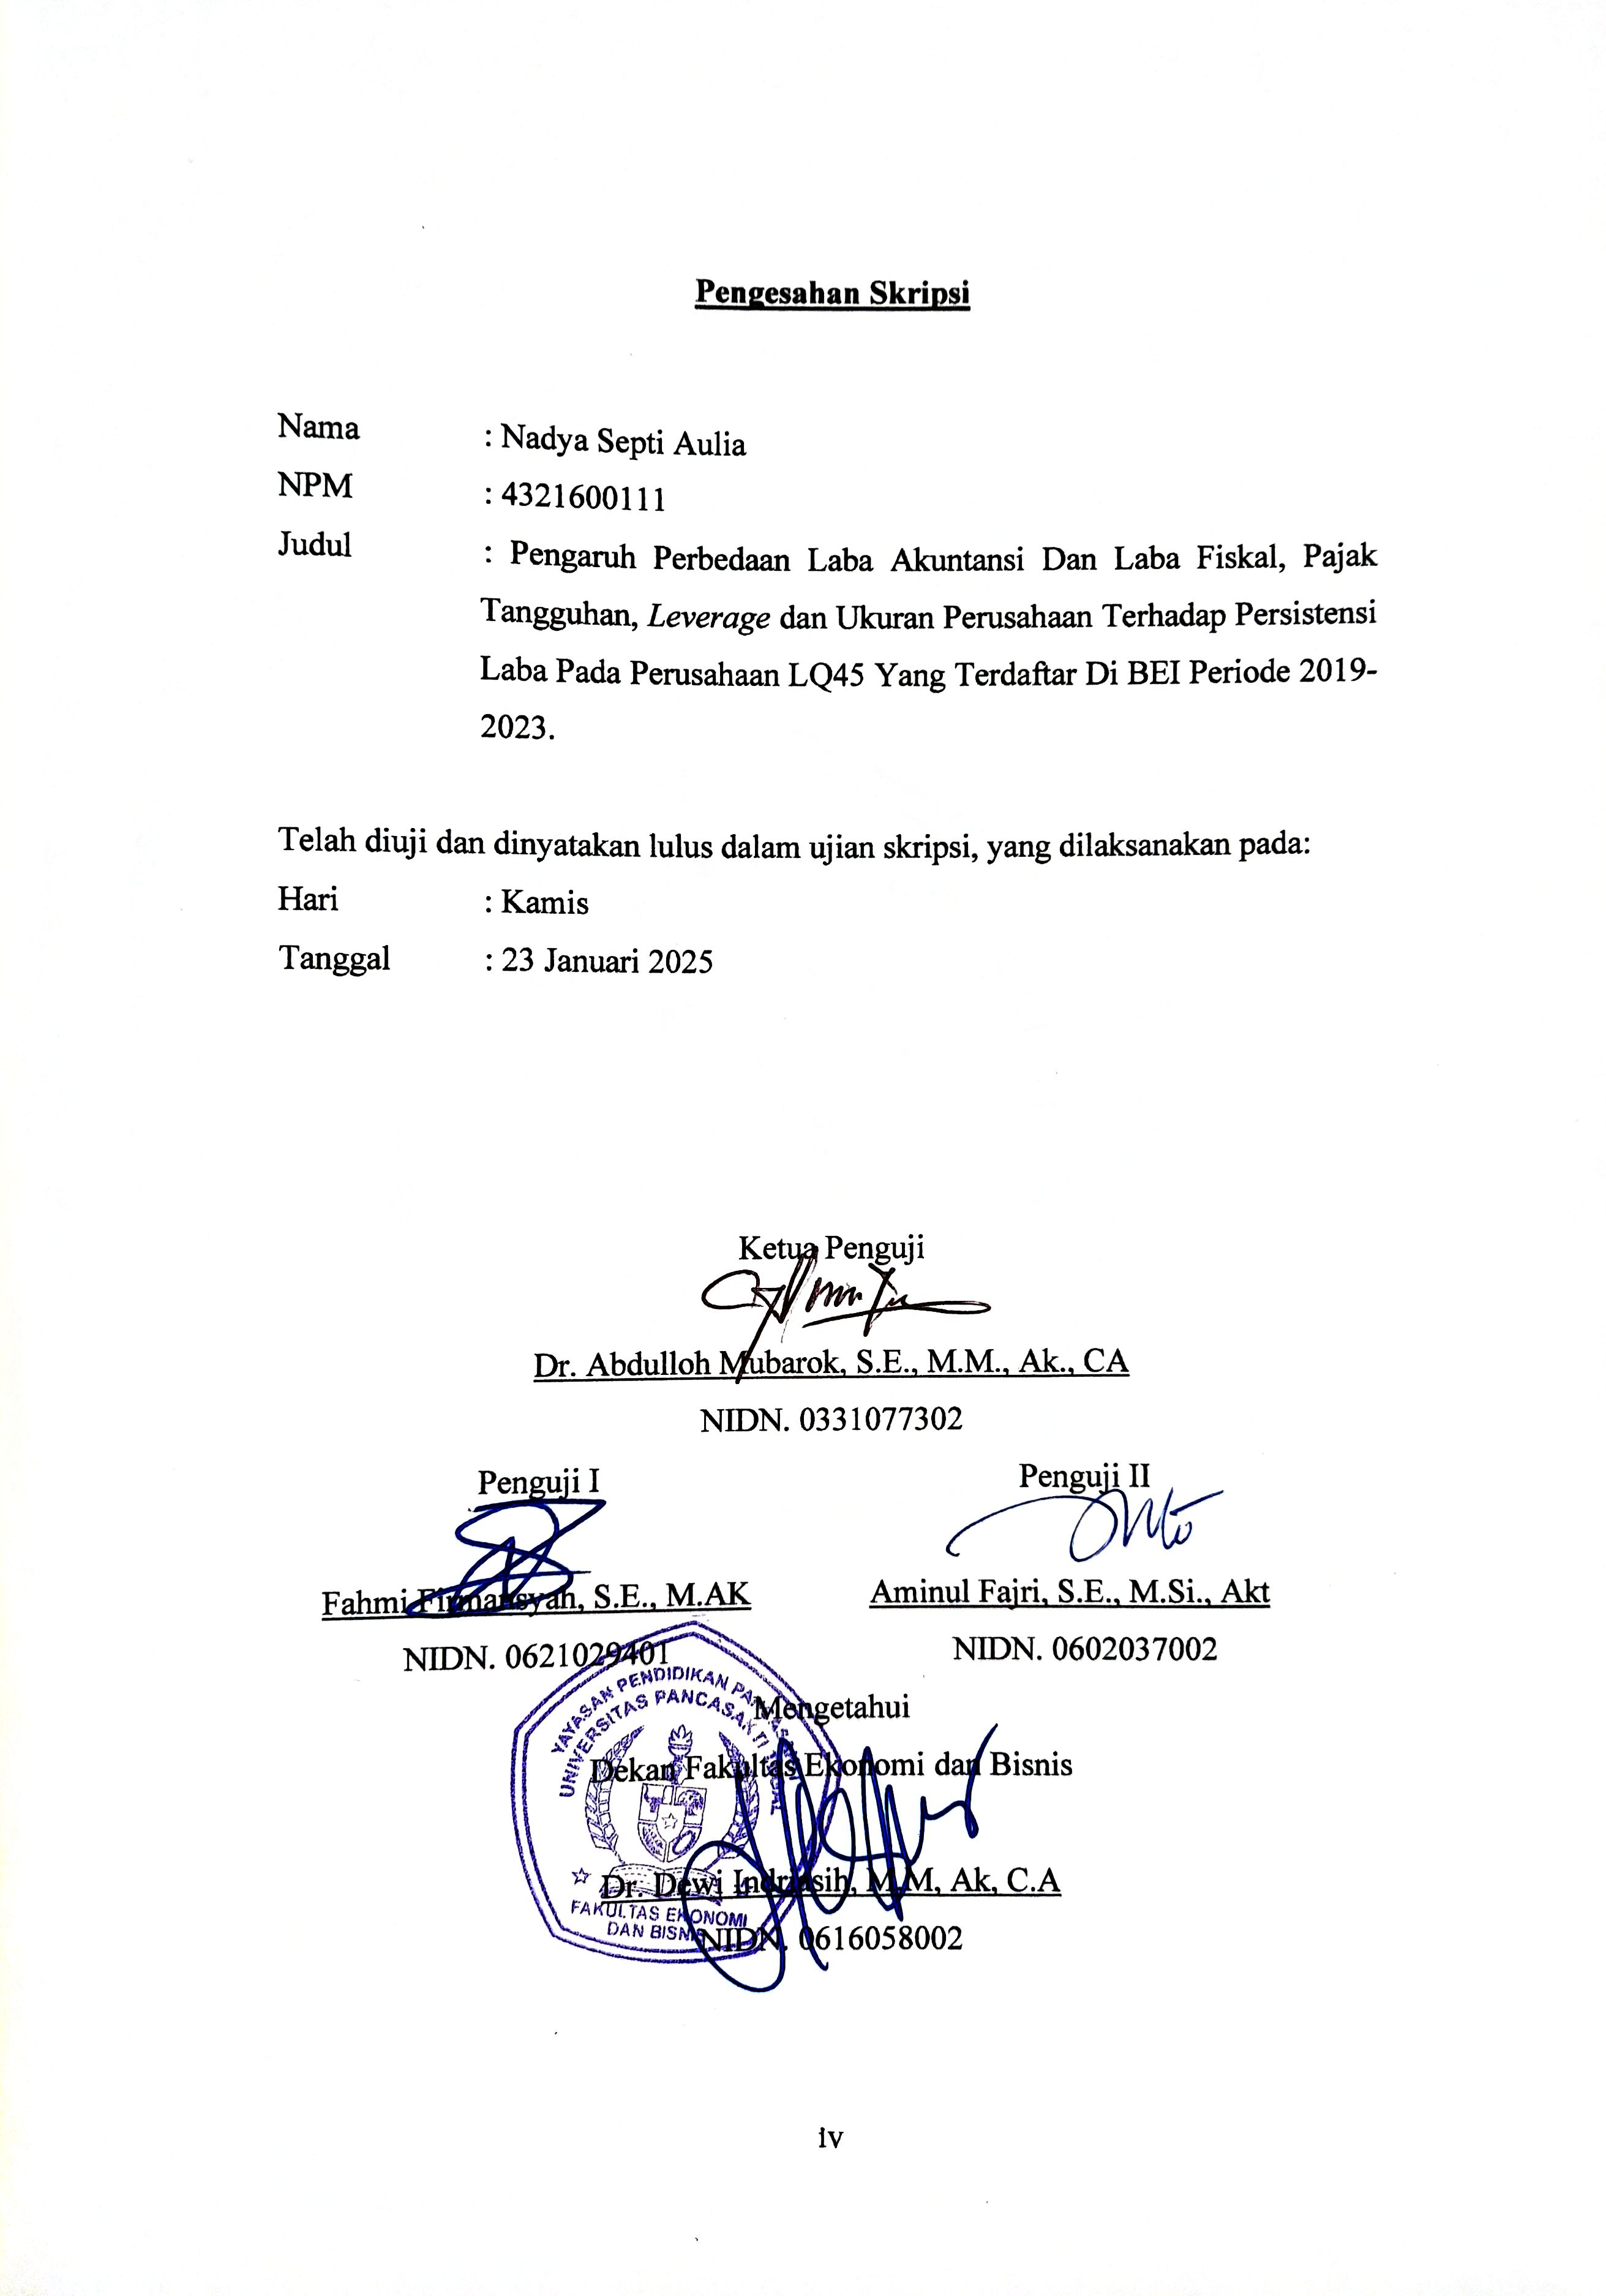 Pengesahan Skripsi
Nama : Nadya Septi Aulia
NPM : 4321600111
Judul : Pengaruh Perbedaan Laba Akuntansi Dan Laba Fiskal, Pajak
Tangguhan, Leverage dan Ukuran Perusahaan Terhadap Persistensi
Laba Pada Perusahaan LQ45 Yang Terdaftar Di BEI Periode 2019-
2023.
Telah diuji dan dinyatakan lulus dalam ujian skripsi, yang dilaksanakan pada:
Hari : Kamis
Tanggal : 23 Januari 2025
Ketua Penguji
Dr. Abdulloh Mubarok, S.E., M.M., Ak., CA
NIDN. 0331077302
Penguji I
Fahmi Firmansyah, S.E., M.AK
NIDN. 0621029401
Penguji II
Aminul Fajri, S.E., M.Si., Akt
NIDN. 0602037002
Mengetahui
Dekan Fakultas Ekonomi dan Bisnis
Dr. Dewi Indriasih, M.M, Ak, C.A
NIDN. 0616058002
YAYASAN PENDIDIKAN
UNIVERSITAS PANCASAKTI TEGAL
FAKULTAS EKONOMI
DAN BISNIS
iv